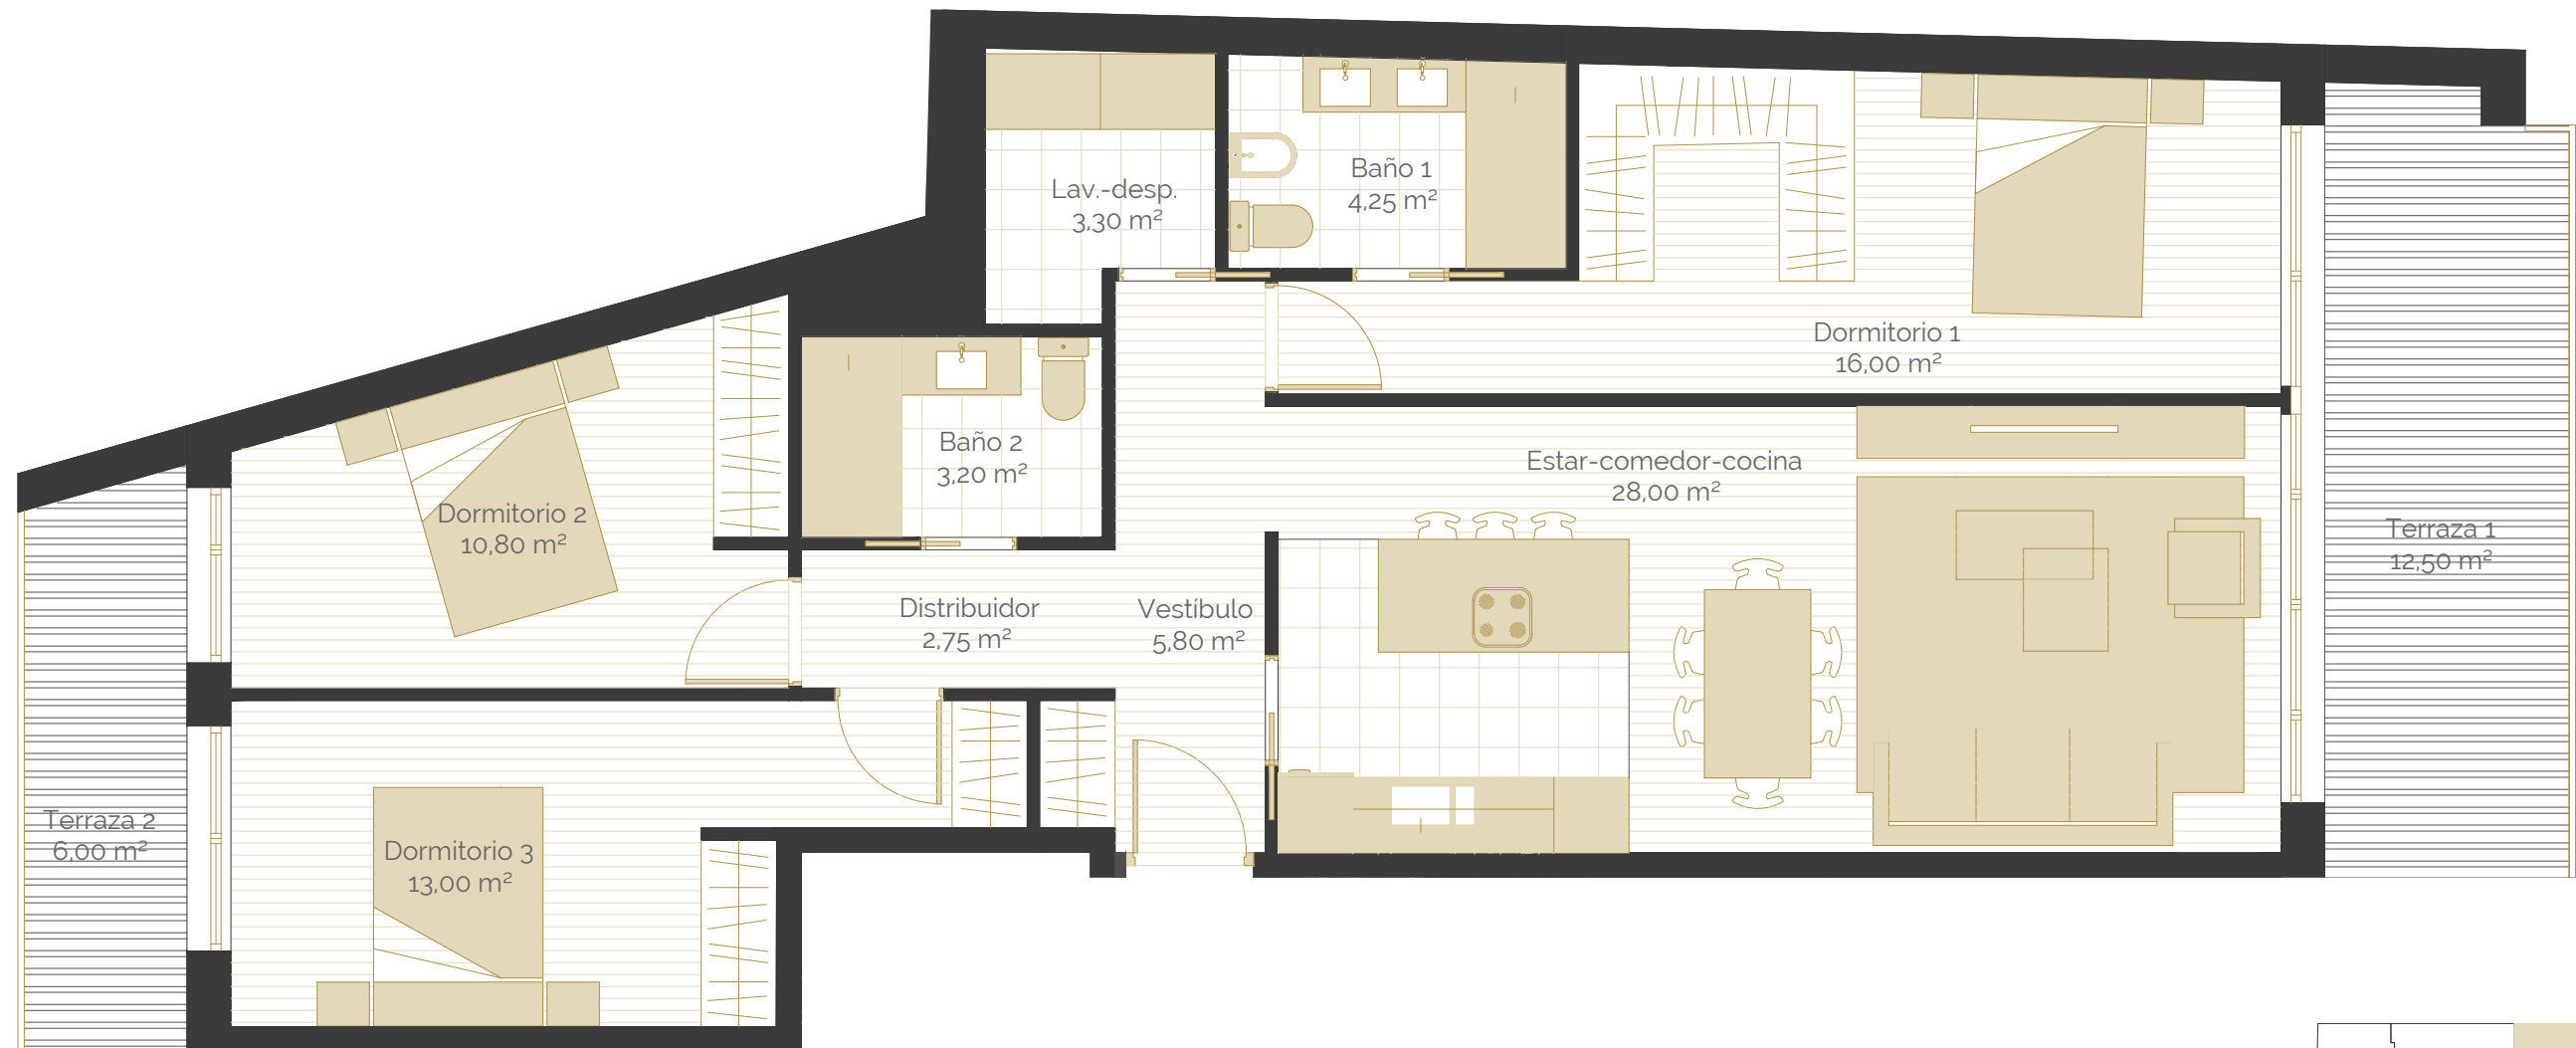 Lav.-desp.
3,30 m²
Baño 1
4,25 m²
Dormitorio 1
16,00 m²
Baño 2
3,20 m²
Estar-comedor-cocina
28,00 m²
Dormitorio 2
10,80 m²
Terraza 1
12,50 m²
Distribuidor
2,75 m²
Vestíbulo
5,80 m²
Terraza 2
6,00 m²
Dormitorio 3
13,00 m²